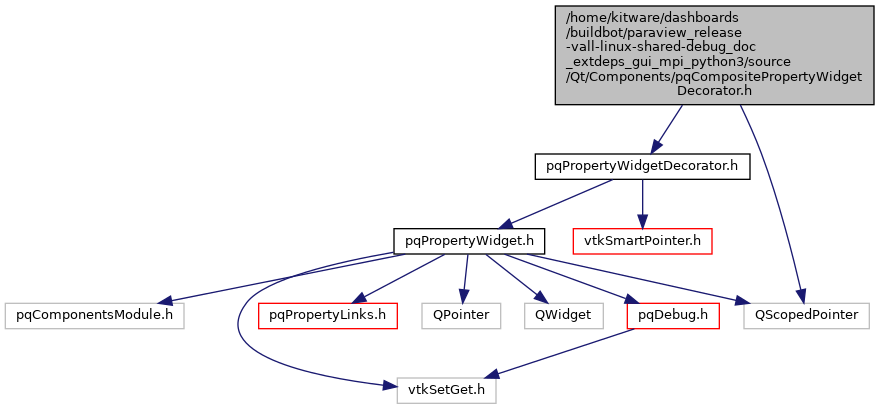 /home/kitware/dashboards
/buildbot/paraview_release
-vall-linux-shared-debug_doc
_extdeps_gui_mpi_python3/source
/Qt/Components/pqCompositePropertyWidget
Decorator.h
pqPropertyWidgetDecorator.h
pqPropertyWidget.h
vtkSmartPointer.h
pqComponentsModule.h
pqPropertyLinks.h
QPointer
QWidget
pqDebug.h
QScopedPointer
vtkSetGet.h